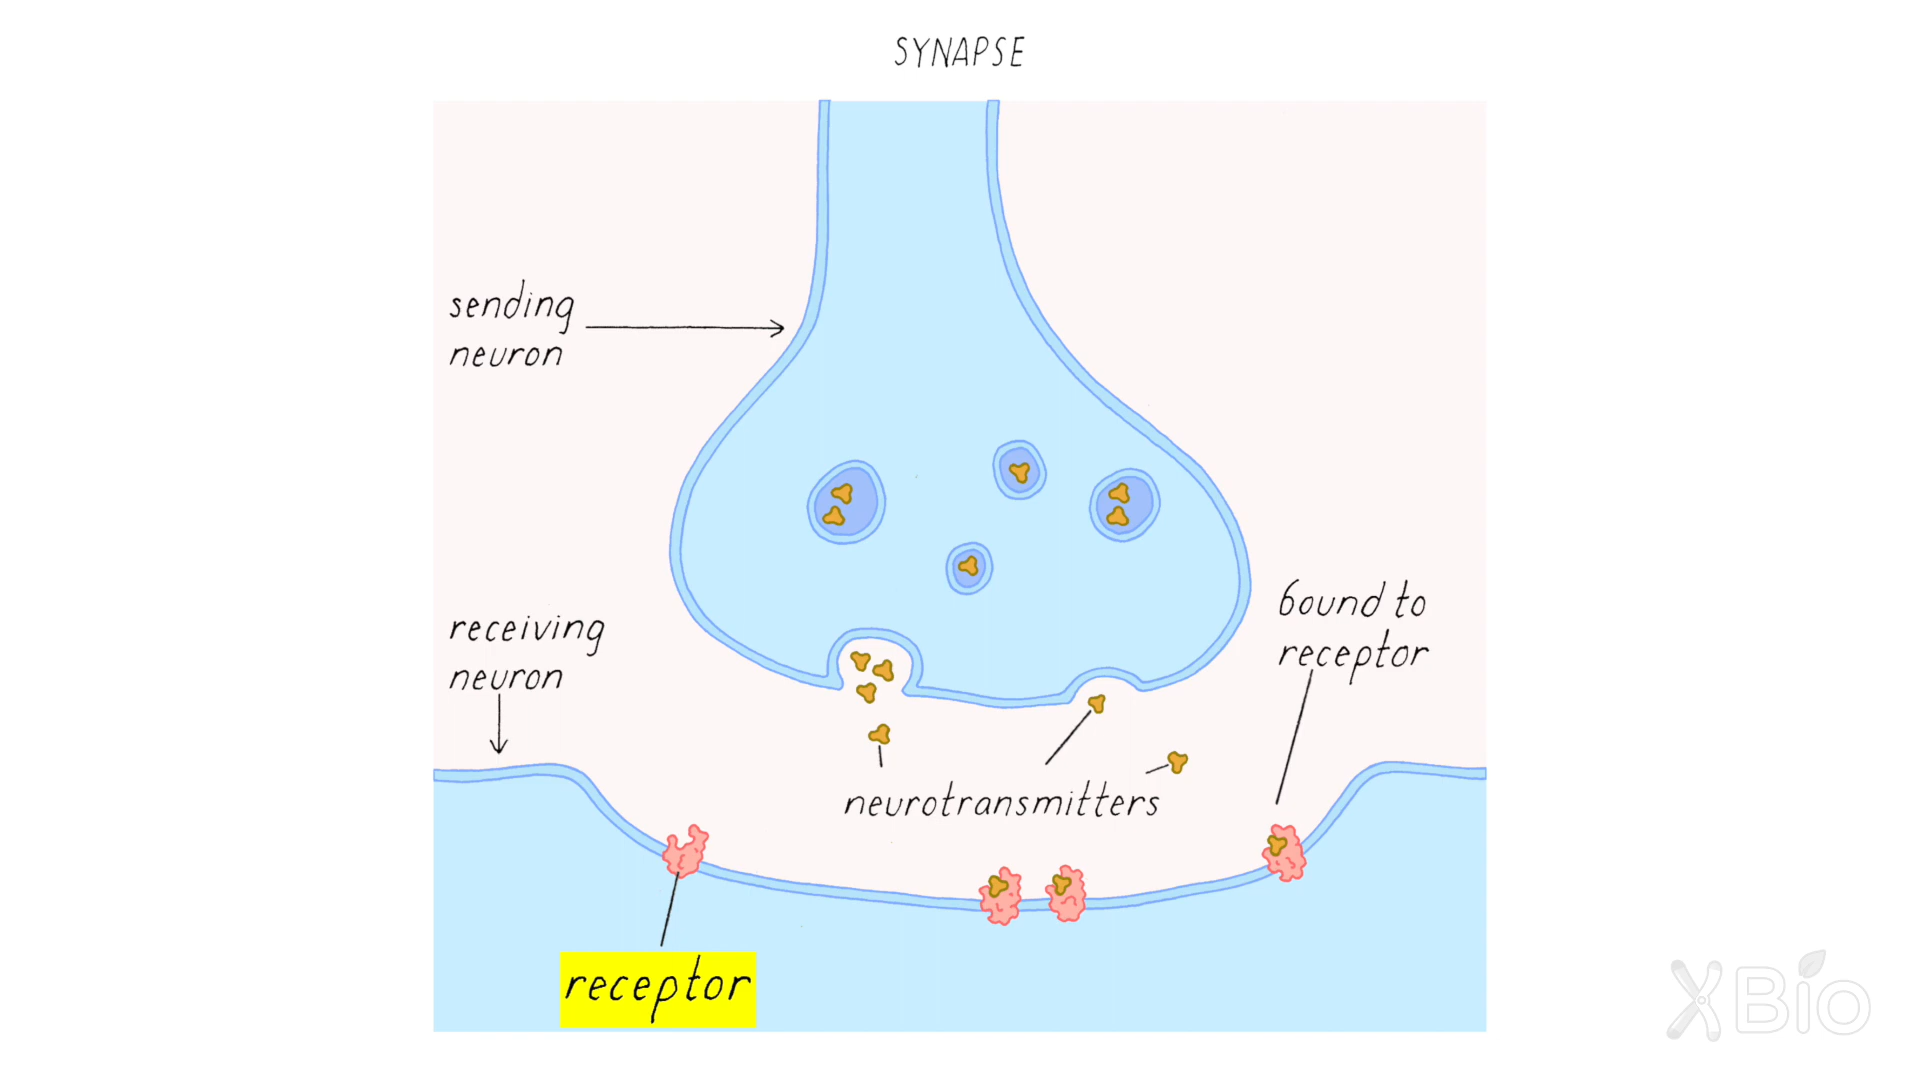 SYNAPSE
sending
neuron
receiving
neuron
bound to
receptor
neurotransmitters
receptor
XBio